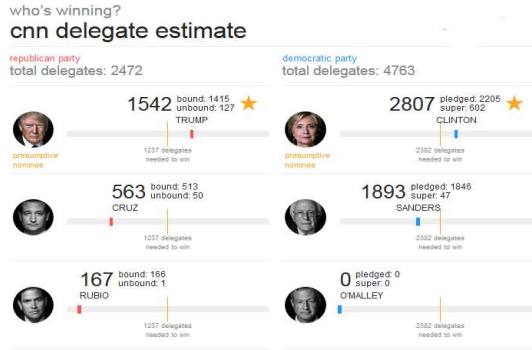 who's winning?
cnn delegate estimate
republican party
total delegates: 2472
1542 bound: 1415
unbound: 127
TRUMP
presumptive
nominee
1237 delegates
needed to win
563 bound: 513
unbound: 50
CRUZ
1237 delegates
needed to win
167 bound: 166
unbound: 1
RUBIO
1237 delegates
needed to win
democratic party
total delegates: 4763
2807 pledged: 2205
super: 602
CLINTON
presumptive
nominee
2382 delegates
needed to win
1893 pledged: 1846
super: 47
SANDERS
2382 delegates
needed to win
0 pledged: 0
super: 0
O'MALLEY
2382 delegates
needed to win